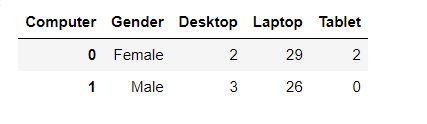 Computer Gender Desktop Laptop Tablet
0 Female 2 29 2
1 Male 3 26 0